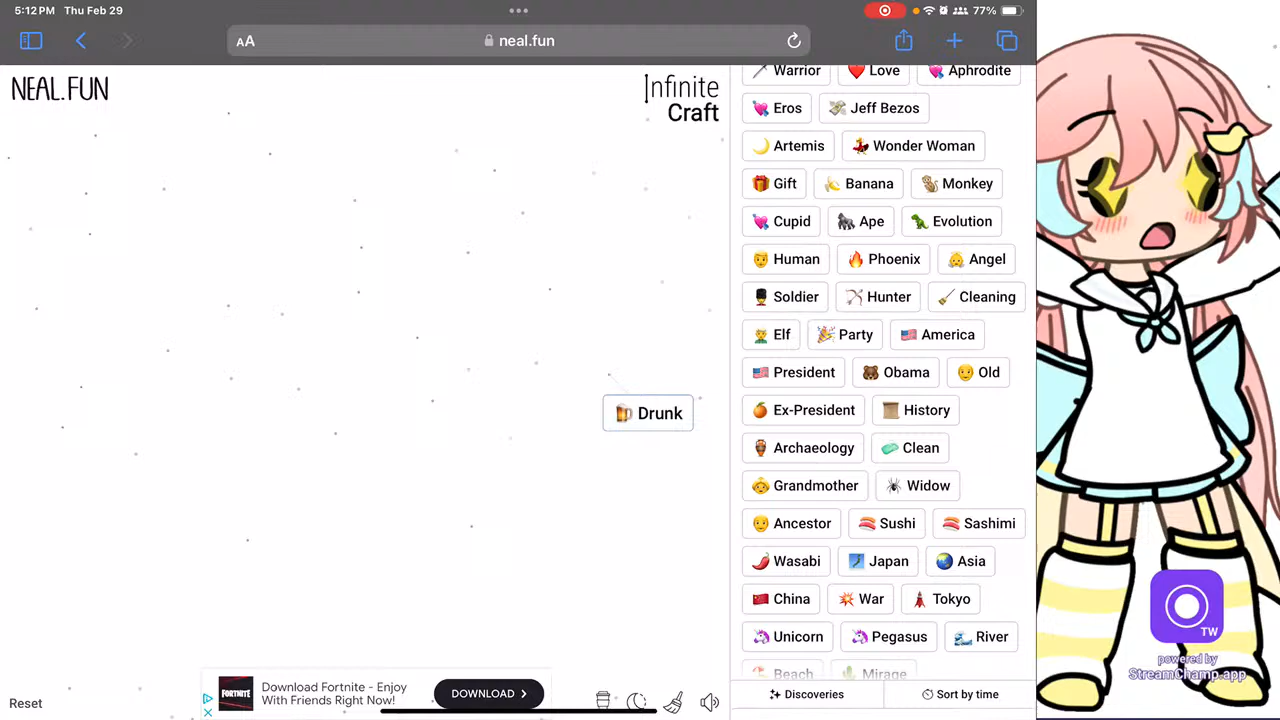 5:12 PM Thu Feb 29
77%
AA neal.fun
NEAL.FUN
Infinite
Craft
Warrior Love Aphrodite
Eros Jeff Bezos
Artemis Wonder Woman
Gift Banana Monkey
Cupid Ape Evolution
Human Phoenix Angel
Soldier Hunter Cleaning
Elf Party America
President Obama Old
Drunk
Ex-President History
Archaeology Clean
Grandmother Widow
Ancestor Sushi Sashimi
Wasabi Japan Asia
China War Tokyo
Unicorn Pegasus River
Beach Mirage
Discoveries Sort by time
Reset
FORTNITE
Download Fortnite - Enjoy
With Friends Right Now!
DOWNLOAD
TW
powered by
StreamChamp.app